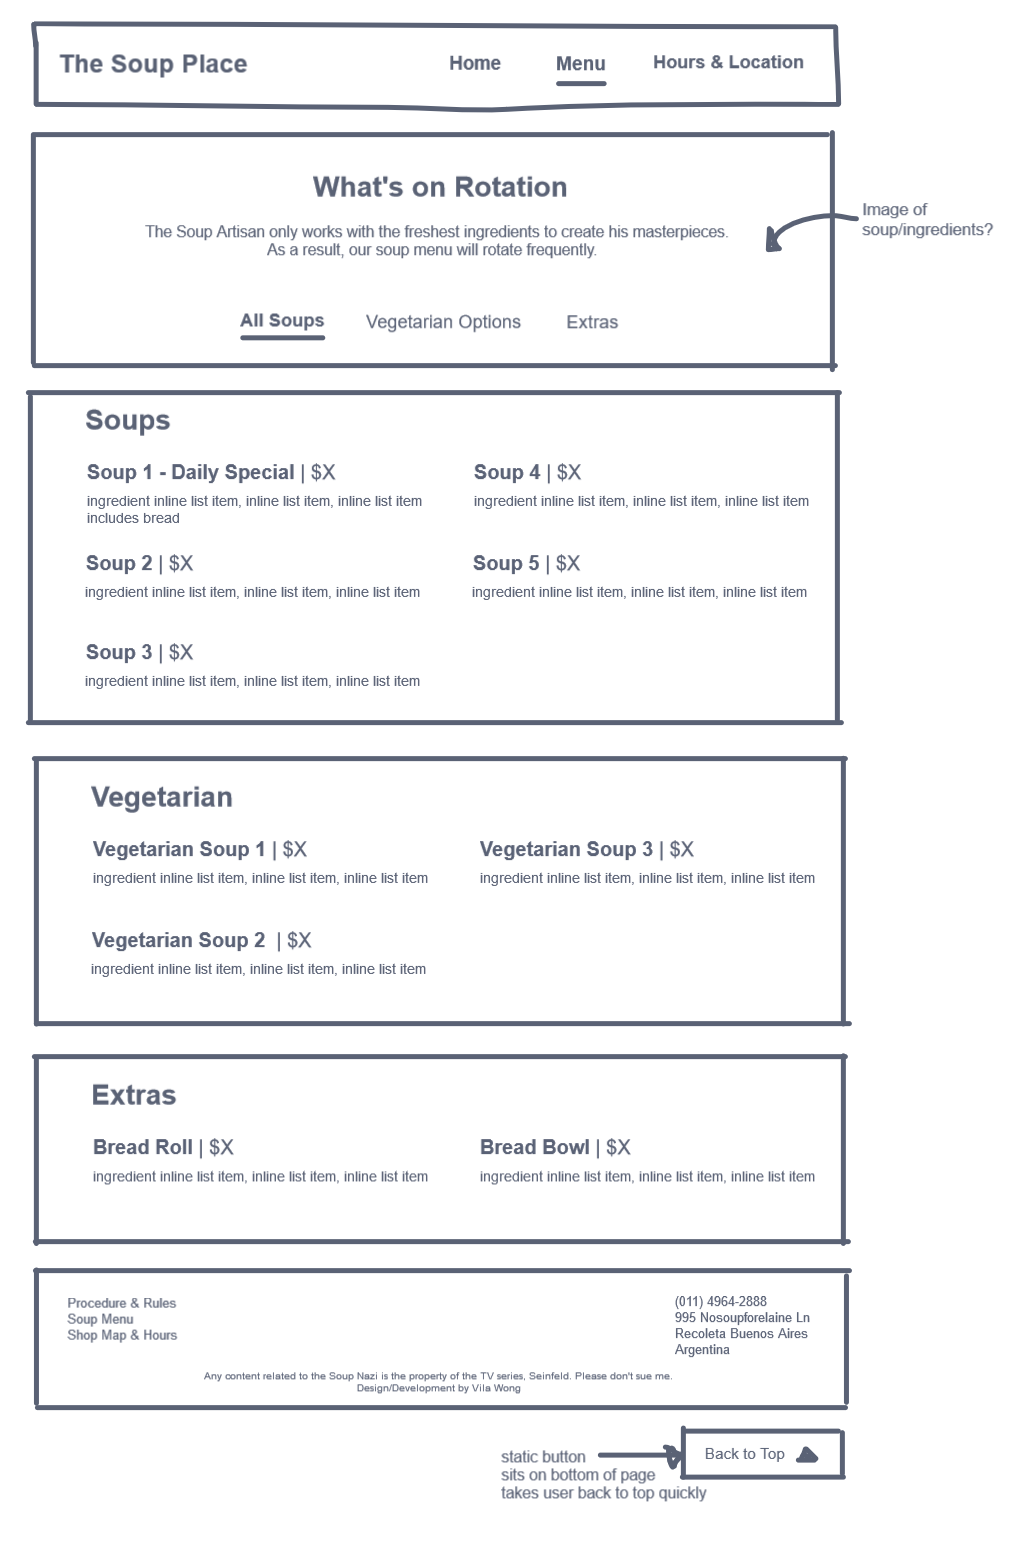 The Soup Place
Home
Menu
Hours & Location
What's on Rotation
The Soup Artisan only works with the freshest ingredients to create his masterpieces.
As a result, our soup menu will rotate frequently.
Image of
soup/ingredients?
All Soups
Vegetarian Options
Extras
Soups
Soup 1 - Daily Special | $X
ingredient inline list item, inline list item, inline list item
includes bread
Soup 4 | $X
ingredient inline list item, inline list item, inline list item
Soup 2 | $X
ingredient inline list item, inline list item, inline list item
Soup 5 | $X
ingredient inline list item, inline list item, inline list item
Soup 3 | $X
ingredient inline list item, inline list item, inline list item
Vegetarian
Vegetarian Soup 1 | $X
ingredient inline list item, inline list item, inline list item
Vegetarian Soup 3 | $X
ingredient inline list item, inline list item, inline list item
Vegetarian Soup 2 | $X
ingredient inline list item, inline list item, inline list item
Extras
Bread Roll | $X
ingredient inline list item, inline list item, inline list item
Bread Bowl | $X
ingredient inline list item, inline list item, inline list item
Procedure & Rules
Soup Menu
Shop Map & Hours
(011) 4964-2888
995 Nosoupforelaine Ln
Recoleta Buenos Aires
Argentina
Any content related to the Soup Nazi is the property of the TV series, Seinfeld. Please don't sue me.
Design/Development by Vila Wong
Back to Top
static button
sits on bottom of page
takes user back to top quickly